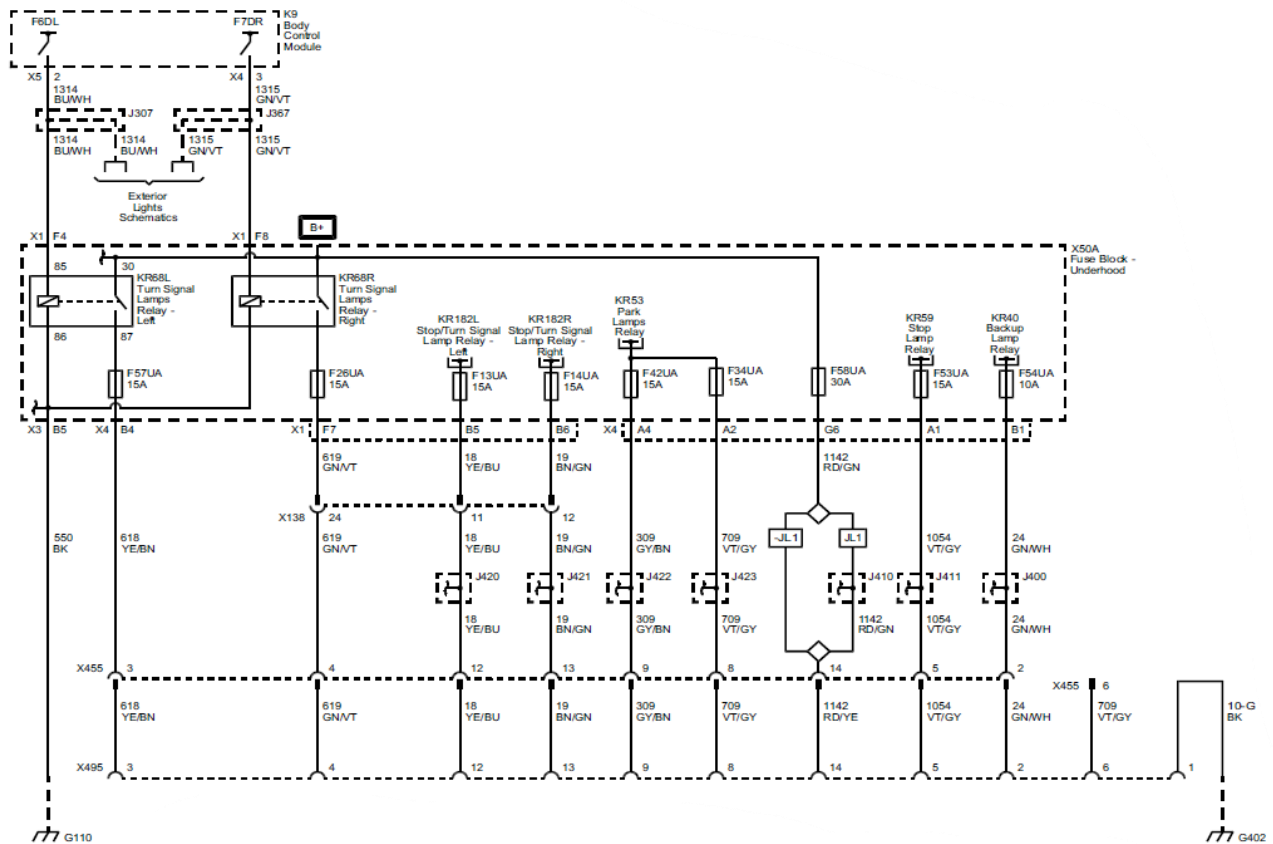 F6DL
F7DR
K9
Body
Control
Module
X5 2
X4 3
1314
BU/WH
1315
GN/VT
J307
J367
1314
BU/WH
1314
BU/WH
1315
GN/VT
1315
GN/VT
Exterior
Lights
Schematics
B+
X1 F4
X1 F8
X50A
Fuse Block -
Underhood
85
30
KR68L
Turn Signal
Lamps
Relay -
Left
KR68R
Turn Signal
Lamps
Relay -
Right
86
87
KR182L
Stop/Turn Signal
Lamp Relay -
Left
KR182R
Stop/Turn Signal
Lamp Relay -
Right
KR53
Park
Lamps
Relay
KR59
Stop
Lamp
Relay
KR40
Backup
Lamp
Relay
F57UA
15A
F26UA
15A
F13UA
15A
F14UA
15A
F42UA
15A
F34UA
15A
F58UA
30A
F53UA
15A
F54UA
10A
X3 B5 X4 B4 X1 F7 B5 B6 X4 A4 A2 G6 A1 B1
619
GN/VT
18
YE/BU
19
BN/GN
1142
RD/GN
X138 24 11 12
550
BK
618
YE/BN
619
GN/VT
18
YE/BU
19
BN/GN
309
GY/BN
709
VT/GY
-JL1
JL1
1054
VT/GY
24
GN/WH
J420
J421
J422
J423
J410
J411
J400
18
YE/BU
19
BN/GN
309
GY/BN
709
VT/GY
1142
RD/GN
1054
VT/GY
24
GN/WH
X455 3 4 12 13 9 8 14 5 2
X455 6
618
YE/BN
619
GN/VT
18
YE/BU
19
BN/GN
309
GY/BN
709
VT/GY
1142
RD/YE
1054
VT/GY
24
GN/WH
709
VT/GY
10-G
BK
X495 3 4 12 13 9 8 14 5 2 6 1
G110
G402